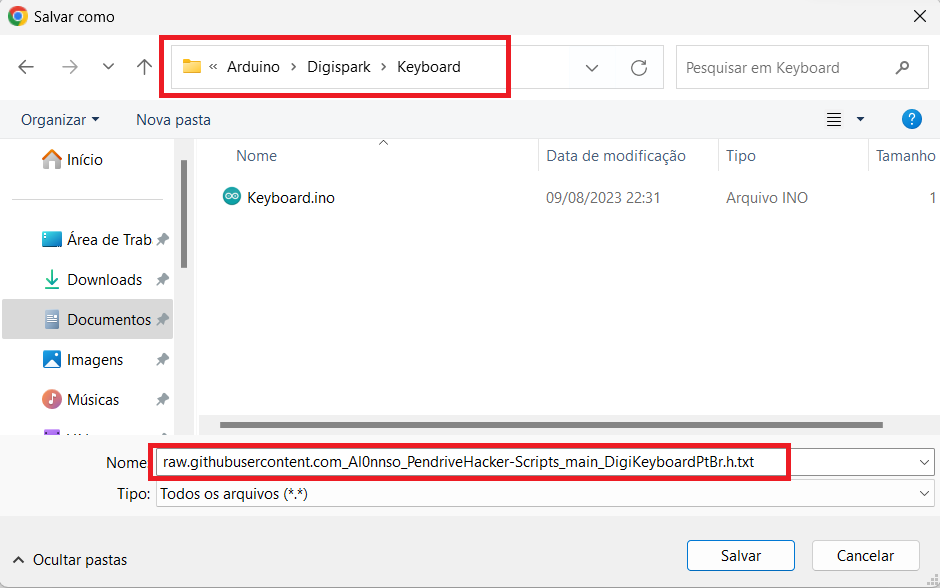 Salvar como
« Arduino › Digispark › Keyboard
Pesquisar em Keyboard
Organizar
Nova pasta
?
Início
Área de Trab
Downloads
Documentos
Imagens
Músicas
Nome
Data de modificação
Tipo
Tamanho
Keyboard.ino
09/08/2023 22:31
Arquivo INO
1
Nome: raw.githubusercontent.com_Al0nnso_PendriveHacker-Scripts_main_DigiKeyboardPtBr.h.txt
Tipo: Todos os arquivos (*.*)
Ocultar pastas
Salvar
Cancelar